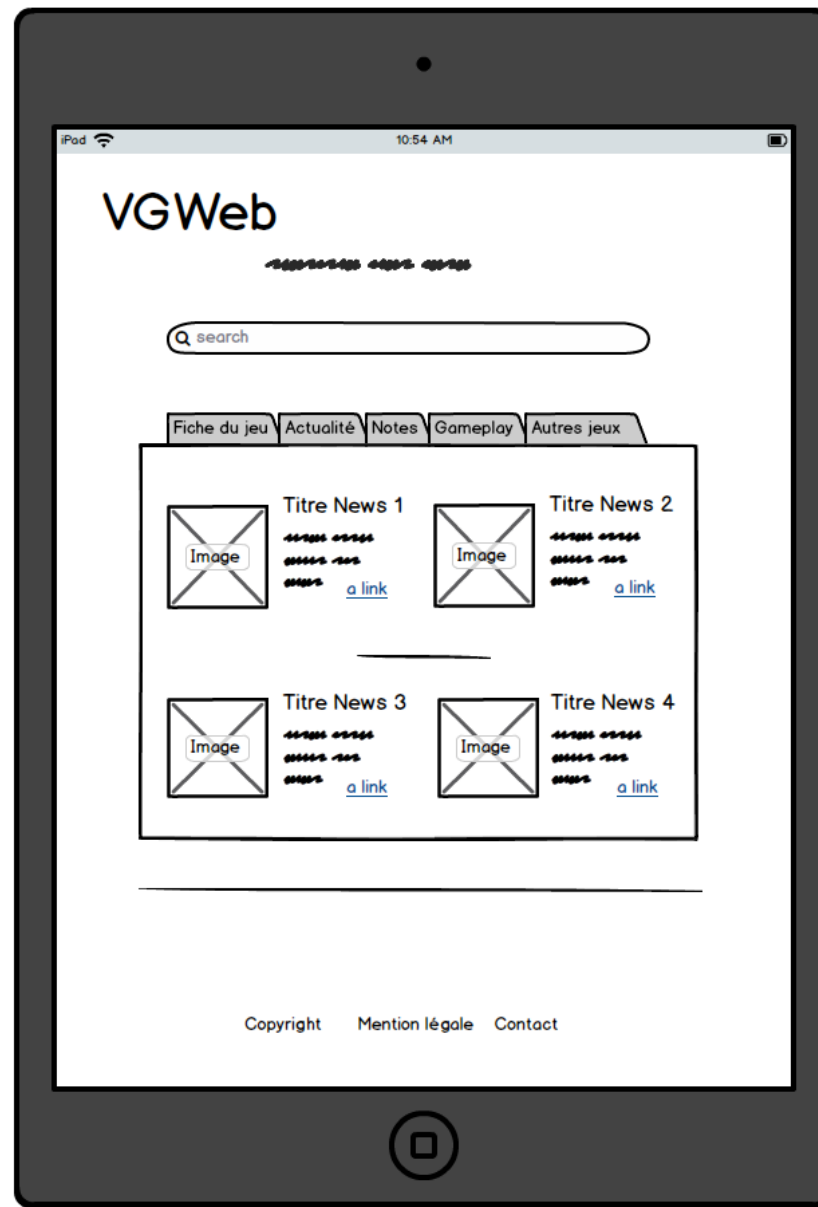 iPad 10:54 AM
VGWeb
search
Fiche du jeu Actualité Notes Gameplay Autres jeux
Titre News 1
Image
a link
Titre News 2
Image
a link
Titre News 3
Image
a link
Titre News 4
Image
a link
Copyright Mention légale Contact